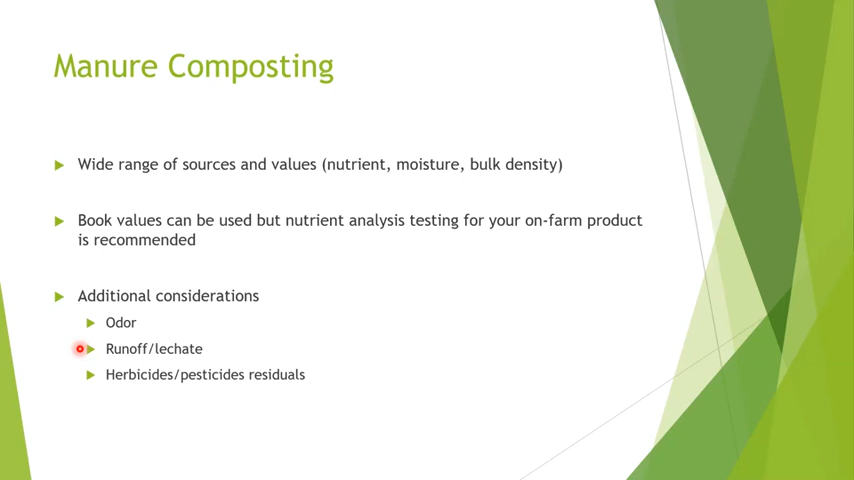 Manure Composting
Wide range of sources and values (nutrient, moisture, bulk density)
Book values can be used but nutrient analysis testing for your on-farm product
is recommended
Additional considerations
Odor
Runoff/lechate
Herbicides/pesticides residuals